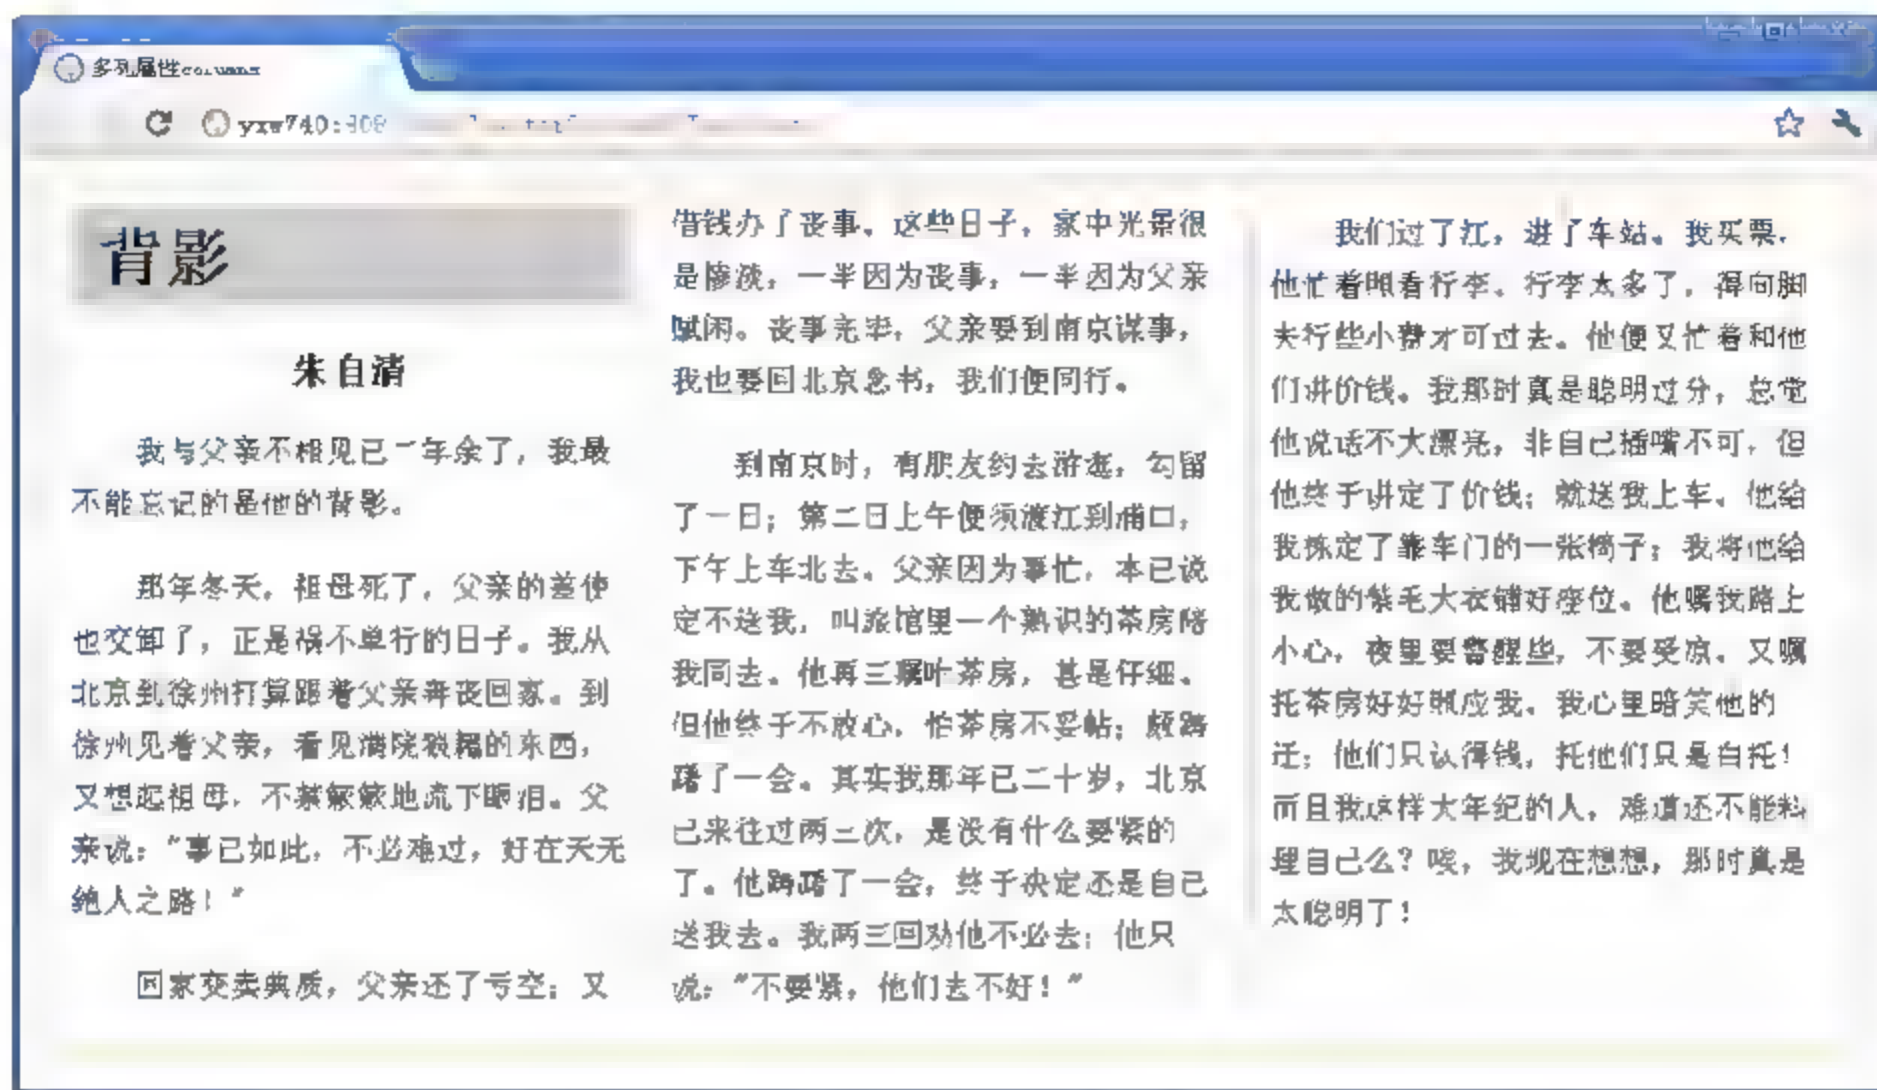 多列属性columns
yxw740:808
背影
朱自清
我与父亲不相见已二年余了，我最
不能忘记的是他的背影。
那年冬天，祖母死了，父亲的差使
也交卸了，正是祸不单行的日子。我从
北京到徐州打算跟着父亲奔丧回家。到
徐州见着父亲，看见满院狼藉的东西，
又想起祖母，不禁簌簌地流下眼泪。父
亲说：“事已如此，不必难过，好在天无
绝人之路！”
回家变卖典质，父亲还了亏空；又
借钱办了丧事。这些日子，家中光景很
是惨淡，一半因为丧事，一半因为父亲
赋闲。丧事完毕，父亲要到南京谋事，
我也要回北京念书，我们便同行。
到南京时，有朋友约去游逛，勾留
了一日；第二日上午便须渡江到浦口，
下午上车北去。父亲因为事忙，本已说
定不送我，叫旅馆里一个熟识的茶房陪
我同去。他再三嘱咐茶房，甚是仔细。
但他终于不放心，怕茶房不妥帖；颇踌
躇了一会。其实我那年已二十岁，北京
已来往过两三次，是没有什么要紧的
了。他踌躇了一会，终于决定还是自己
送我去。我两三回劝他不必去；他只
说：“不要紧，他们去不好！”
我们过了江，进了车站。我买票，
他忙着照看行李。行李太多了，得向脚
夫行些小费才可过去。他便又忙着和他
们讲价钱。我那时真是聪明过分，总觉
他说话不大漂亮，非自己插嘴不可，但
他终于讲定了价钱；就送我上车。他给
我拣定了靠车门的一张椅子；我将他给
我做的紫毛大衣铺好座位。他嘱我路上
小心，夜里要警醒些，不要受凉。又嘱
托茶房好好照应我。我心里暗笑他的
迂；他们只认得钱，托他们只是白托！
而且我这样大年纪的人，难道还不能料
理自己么？唉，我现在想想，那时真是
太聪明了！